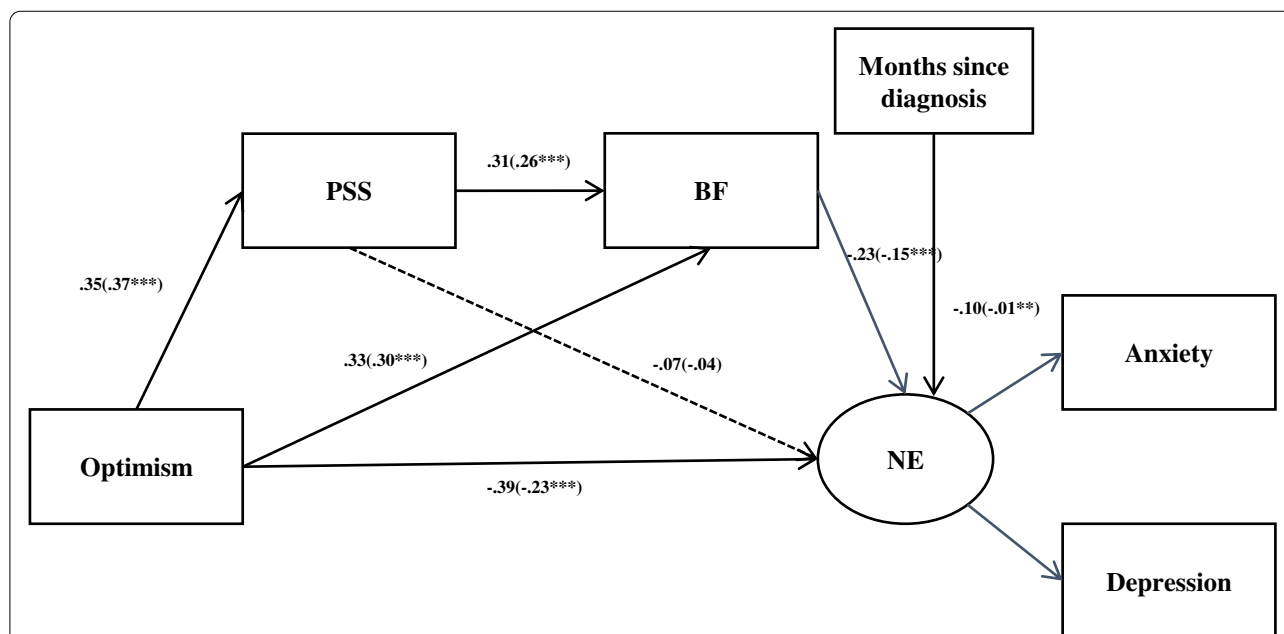 Months since
diagnosis
.31(.26***)
PSS
BF
-.23(-.15***)
.35(.37***)
-.10(-.01**)
Anxiety
.33(.30***)
-.07(-.04)
Optimism
NE
-.39(-.23***)
Depression